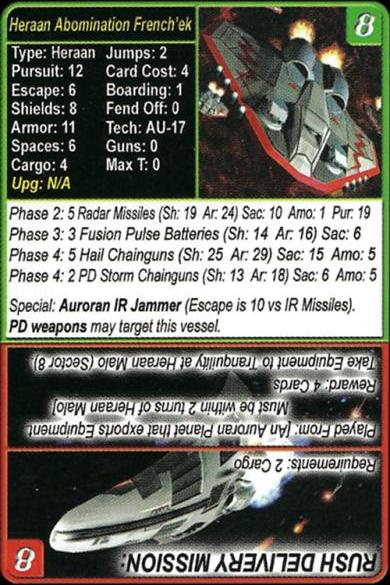 Heraan Abomination French'ek
8
Type: Heraan Jumps: 2
Pursuit: 12 Card Cost: 4
Escape: 6 Boarding: 1
Shields: 8 Fend Off: 0
Armor: 11 Tech: AU-17
Spaces: 6 Guns: 0
Cargo: 4 Max T: 0
Upg: N/A
Phase 2: 5 Radar Missiles (Sh: 19 Ar: 24) Sac: 10 Amo: 1 Pur: 19
Phase 3: 3 Fusion Pulse Batteries (Sh: 14 Ar: 16) Sac: 6
Phase 4: 5 Hail Chainguns (Sh: 25 Ar: 29) Sac: 15 Amo: 5
Phase 4: 2 PD Storm Chainguns (Sh: 13 Ar: 18) Sac: 6 Amo: 5
Special: Auroran IR Jammer (Escape is 10 vs IR Missiles).
PD weapons may target this vessel.
RUSH DELIVERY MISSION:
8
Requirements: 2 Cargo
Played From: [An Auroran Planet that exports Equipment
Must be within 2 turns of Heraan Malo]
Reward: 4 Cards
Take Equipment to Tranquility at Heraan Malo (Sector 8)